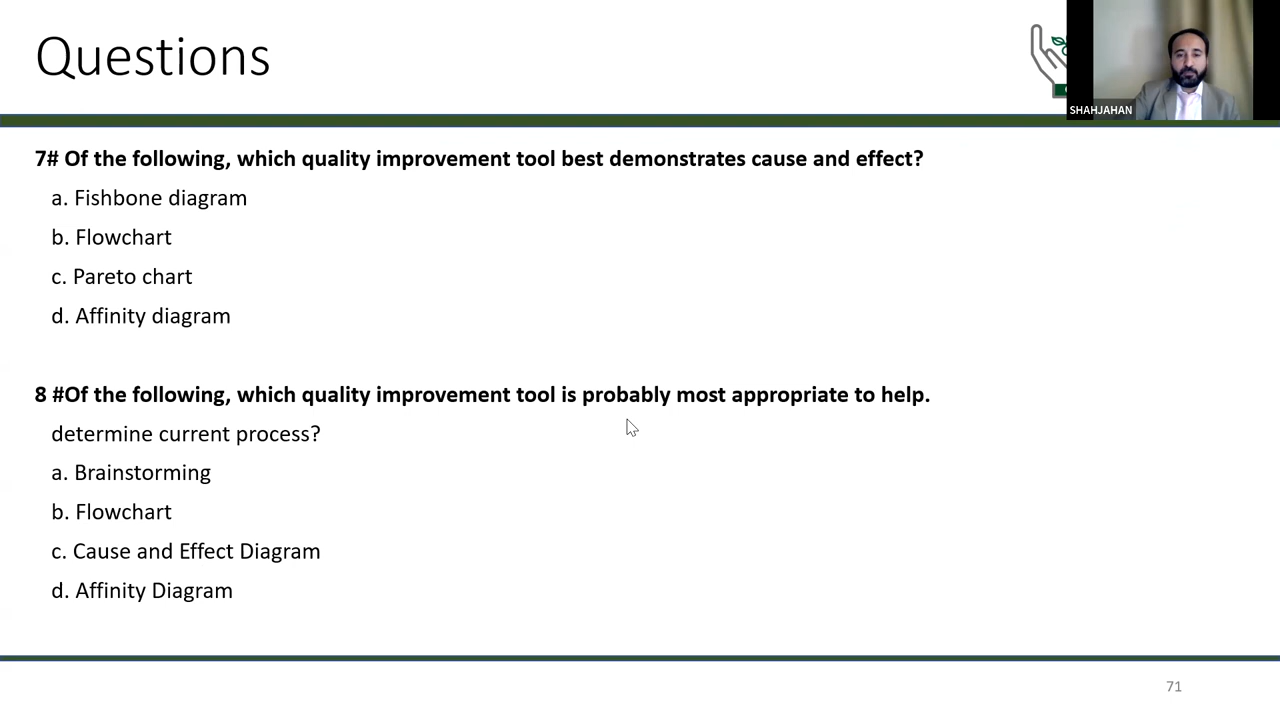 Questions
SHAHJAHAN
7# Of the following, which quality improvement tool best demonstrates cause and effect?
a. Fishbone diagram
b. Flowchart
c. Pareto chart
d. Affinity diagram
8 #Of the following, which quality improvement tool is probably most appropriate to help.
determine current process?
a. Brainstorming
b. Flowchart
c. Cause and Effect Diagram
d. Affinity Diagram
71